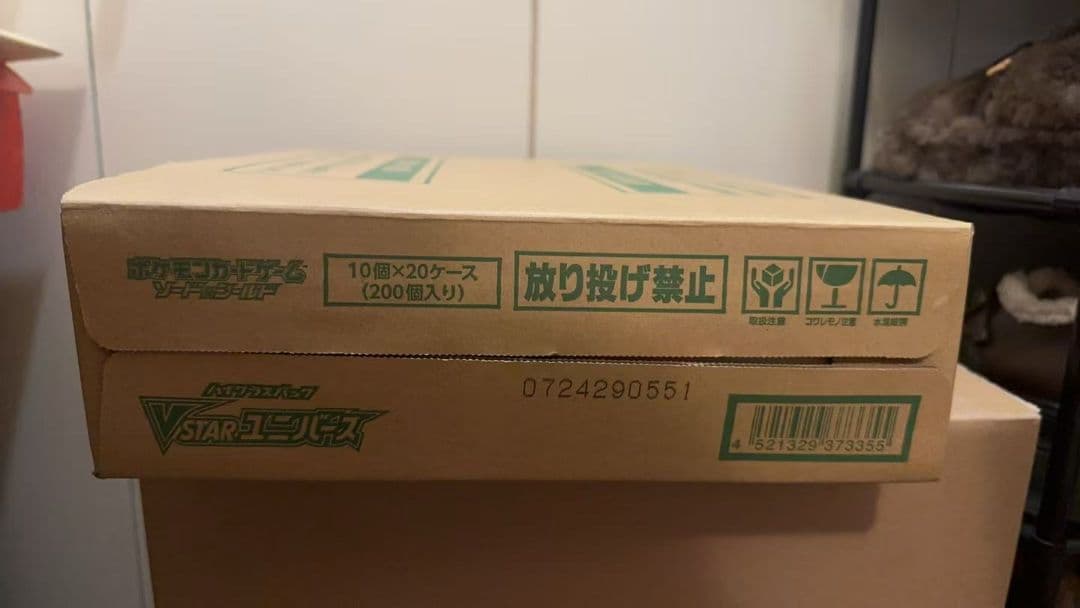 ポケモンカードゲーム
ソード&シールド
10個×20ケース
(200個入り)
放り投げ禁止
取扱注意
コワレモノ注意
水濡厳禁
ハイクラスパック
VSTARユニバース
0724290551
4 521329 373355